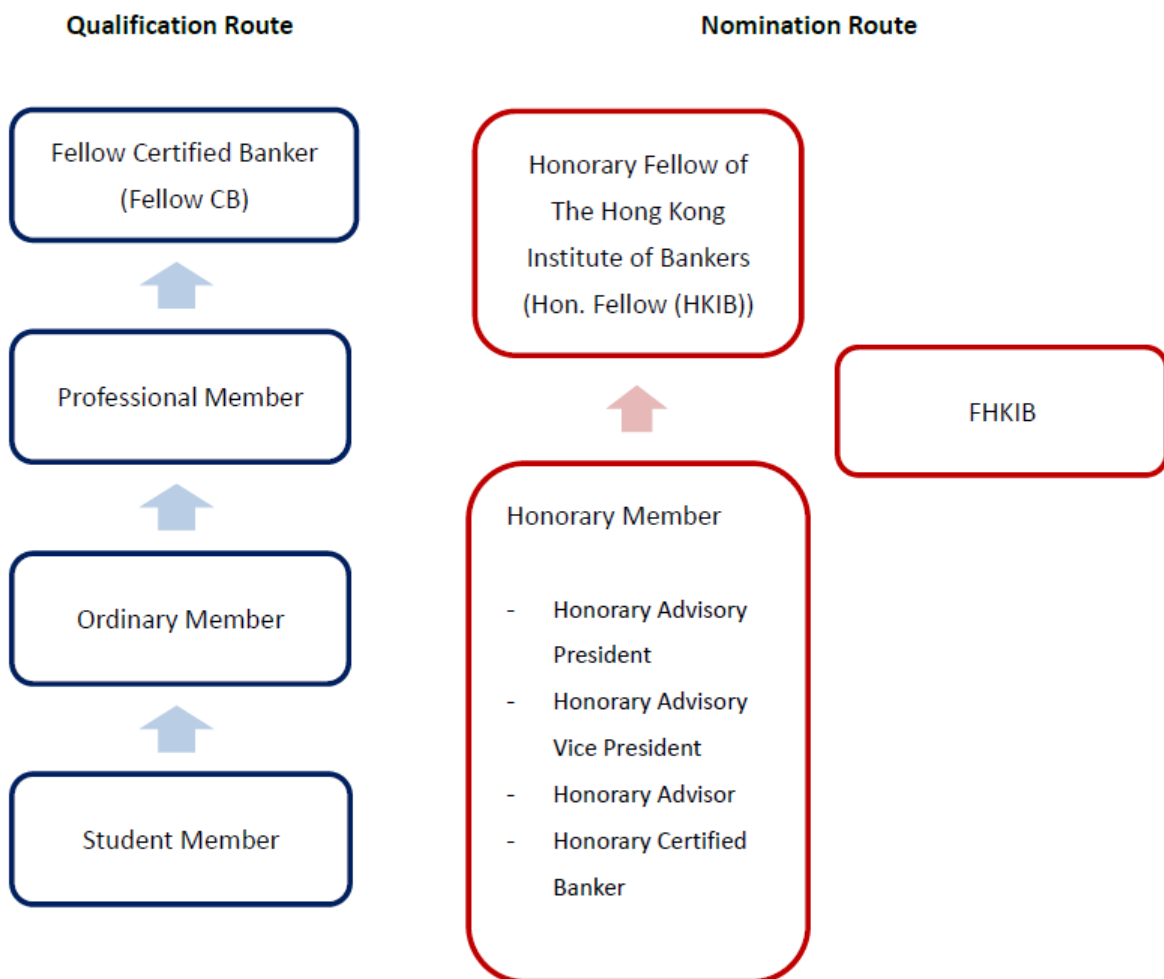 Qualification Route
Nomination Route
Fellow Certified Banker
(Fellow CB)
Professional Member
Ordinary Member
Student Member
Honorary Fellow of
The Hong Kong
Institute of Bankers
(Hon. Fellow (HKIB))
Honorary Member
- Honorary Advisory
President
- Honorary Advisory
Vice President
- Honorary Advisor
- Honorary Certified
Banker
FHKIB